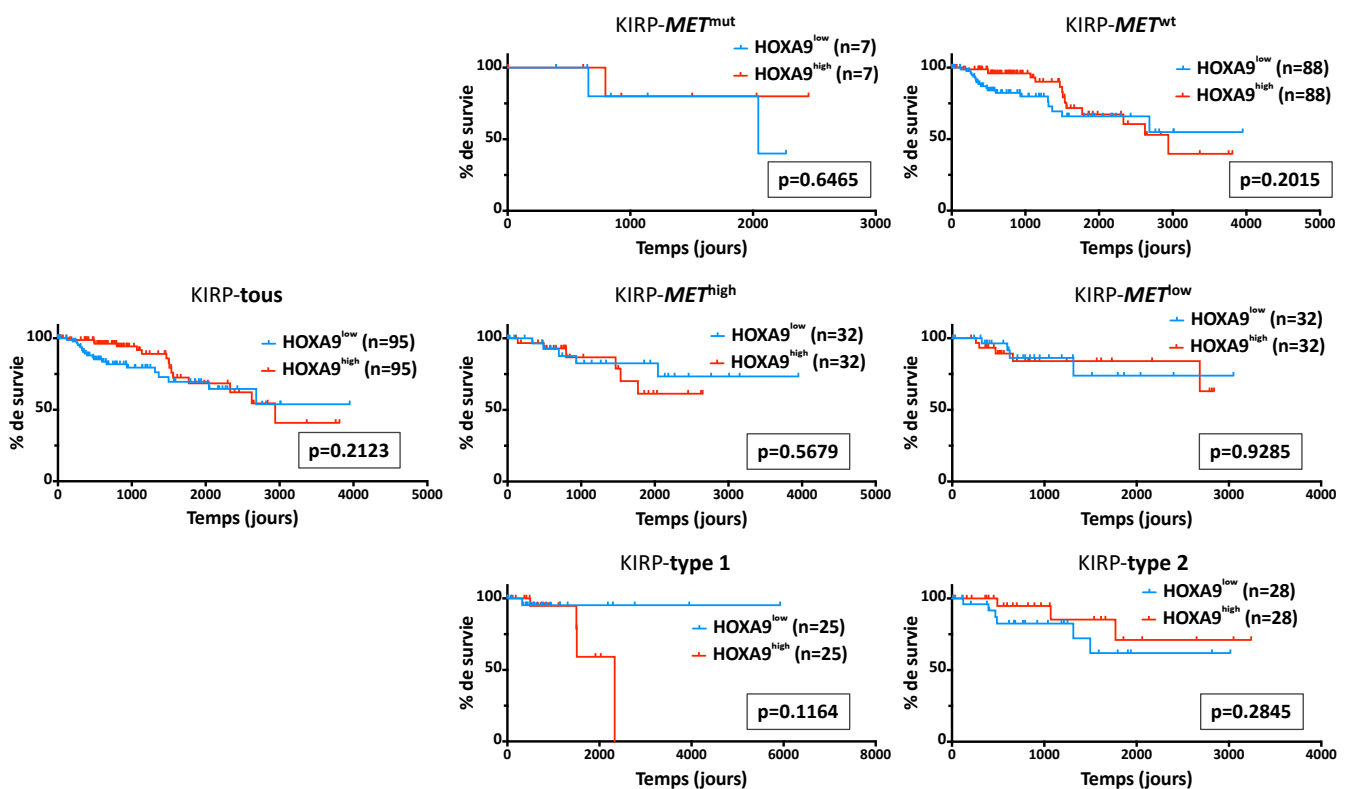 KIRP-METmut
HOXA9low (n=7)
HOXA9high (n=7)
% de survie
100
50
0
p=0.6465
0 1000 2000 3000
Temps (jours)
KIRP-METwt
HOXA9low (n=88)
HOXA9high (n=88)
% de survie
100
50
0
p=0.2015
0 1000 2000 3000 4000 5000
Temps (jours)
KIRP-tous
HOXA9low (n=95)
HOXA9high (n=95)
% de survie
100
50
0
p=0.2123
0 1000 2000 3000 4000 5000
Temps (jours)
KIRP-METhigh
HOXA9low (n=32)
HOXA9high (n=32)
% de survie
100
50
0
p=0.5679
0 1000 2000 3000 4000 5000
Temps (jours)
KIRP-METlow
HOXA9low (n=32)
HOXA9high (n=32)
% de survie
100
50
0
p=0.9285
0 1000 2000 3000 4000
Temps (jours)
KIRP-type 1
HOXA9low (n=25)
HOXA9high (n=25)
% de survie
100
50
0
p=0.1164
0 2000 4000 6000 8000
Temps (jours)
KIRP-type 2
HOXA9low (n=28)
HOXA9high (n=28)
% de survie
100
50
0
p=0.2845
0 1000 2000 3000 4000
Temps (jours)